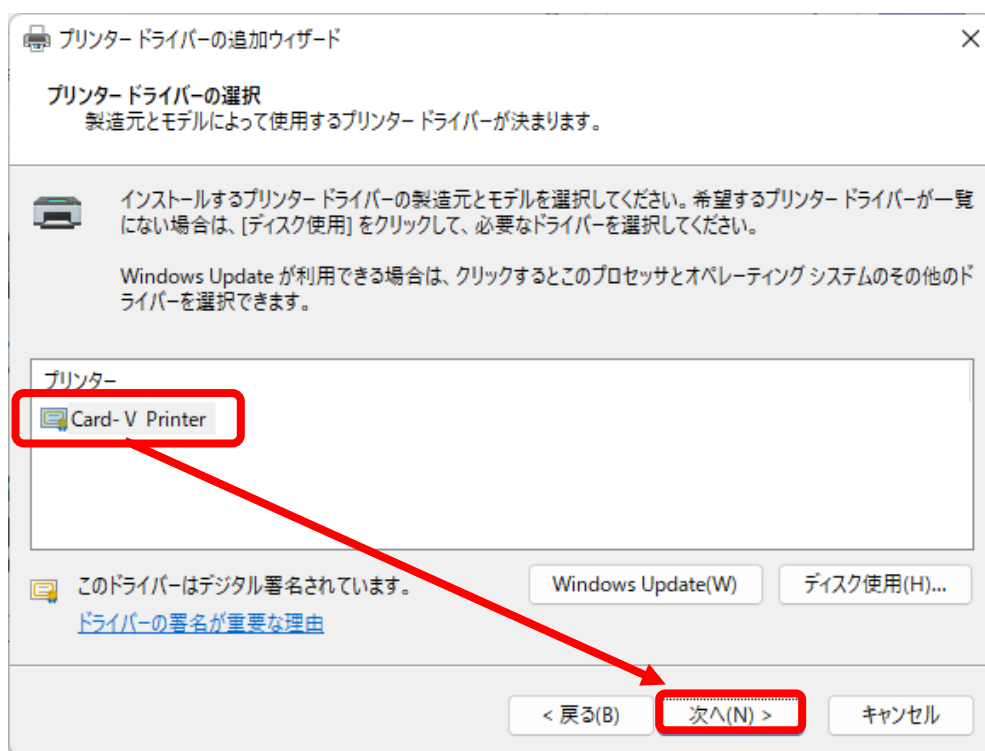 プリンター ドライバーの追加ウィザード
プリンター ドライバーの選択
製造元とモデルによって使用するプリンター ドライバーが決まります。
インストールするプリンター ドライバーの製造元とモデルを選択してください。希望するプリンター ドライバーが一覧
にない場合は、[ディスク使用] をクリックして、必要なドライバーを選択してください。
Windows Update が利用できる場合は、クリックするとこのプロセッサとオペレーティング システムのその他のド
ライバーを選択できます。
プリンター
Card- V Printer
このドライバーはデジタル署名されています。
Windows Update(W)
ディスク使用(H)...
ドライバーの署名が重要な理由
< 戻る(B)
次へ(N) >
キャンセル